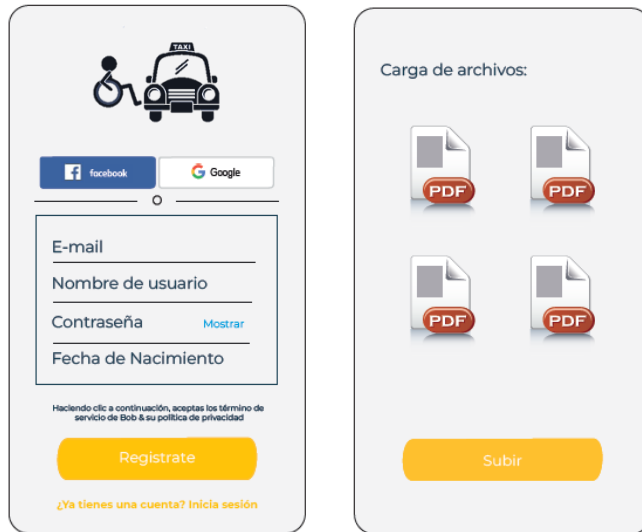 TAXI
facebook
Google
O
E-mail
Nombre de usuario
Contraseña
Mostrar
Fecha de Nacimiento
Haciendo clic a continuación, aceptas los término de
servicio de Bob & su política de privacidad
Registrate
¿Ya tienes una cuenta? Inicia sesión
Carga de archivos:
PDF
PDF
PDF
PDF
Subir